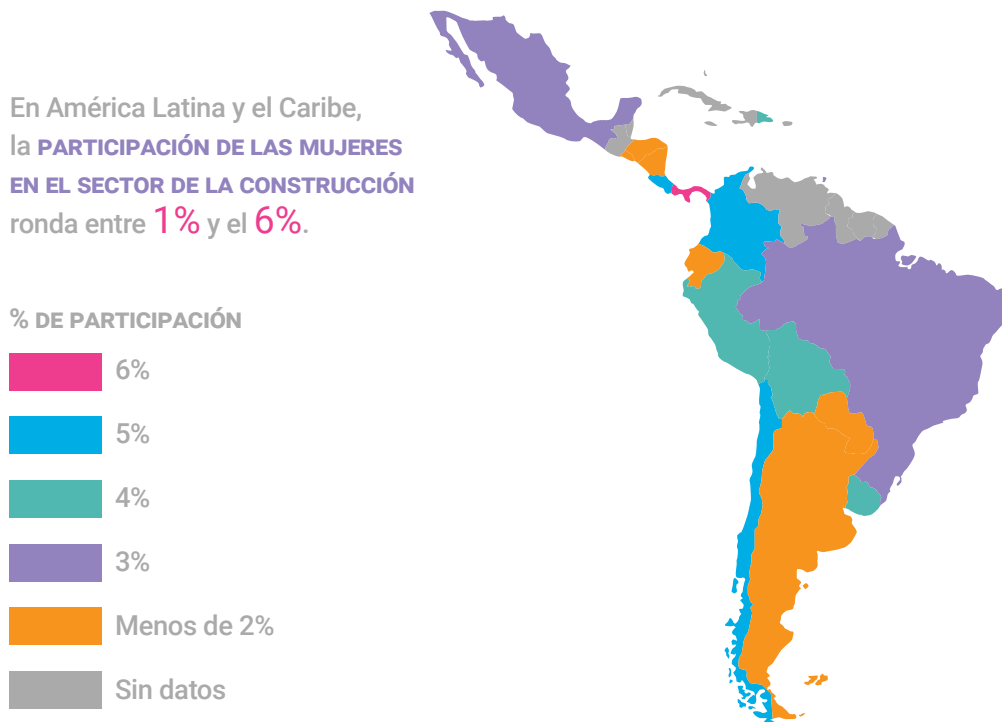 En América Latina y el Caribe,
la PARTICIPACIÓN DE LAS MUJERES
EN EL SECTOR DE LA CONSTRUCCIÓN
ronda entre 1% y el 6%.
% DE PARTICIPACIÓN
6%
5%
4%
3%
Menos de 2%
Sin datos